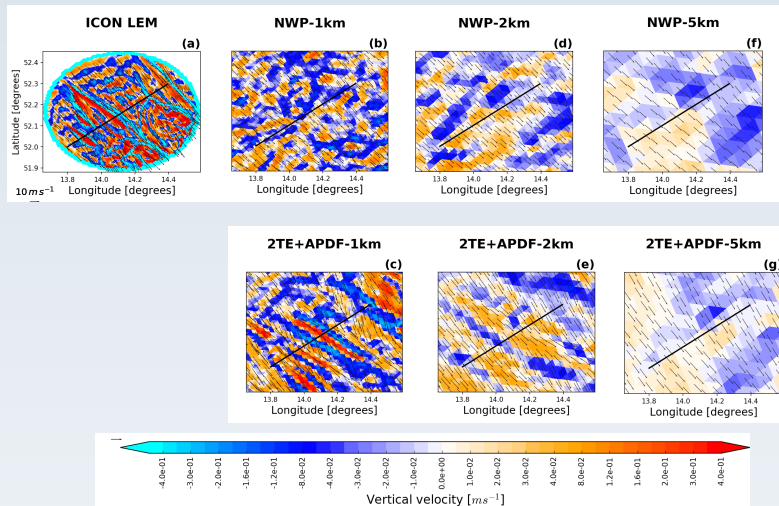 ICON LEM
NWP-1km
NWP-2km
NWP-5km
(a)
(b)
(d)
(f)
Latitude [degrees]
52.4
52.3
52.2
52.1
52.0
51.9
13.8 14.0 14.2 14.4
13.8 14.0 14.2 14.4
13.8 14.0 14.2 14.4
13.8 14.0 14.2 14.4
Longitude [degrees]
Longitude [degrees]
Longitude [degrees]
Longitude [degrees]
10 ms⁻¹
2TE+APDF-1km
2TE+APDF-2km
2TE+APDF-5km
(c)
(e)
(g)
13.8 14.0 14.2 14.4
13.8 14.0 14.2 14.4
13.8 14.0 14.2 14.4
Longitude [degrees]
Longitude [degrees]
Longitude [degrees]
-4.0e-01 -3.0e-01 -2.0e-01 -1.6e-01 -1.2e-01 -8.0e-02 -4.0e-02 -3.0e-02 -2.0e-02 -1.0e-02 0.0e+00 1.0e-02 2.0e-02 3.0e-02 4.0e-02 8.0e-02 1.2e-01 1.6e-01 2.0e-01 3.0e-01 4.0e-01
Vertical velocity [ms⁻¹]